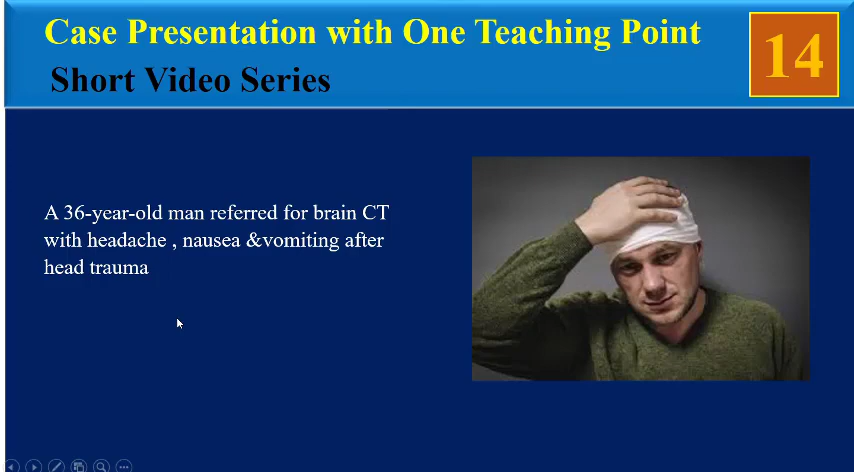 Case Presentation with One Teaching Point
Short Video Series
14
A 36-year-old man referred for brain CT
with headache , nausea &vomiting after
head trauma